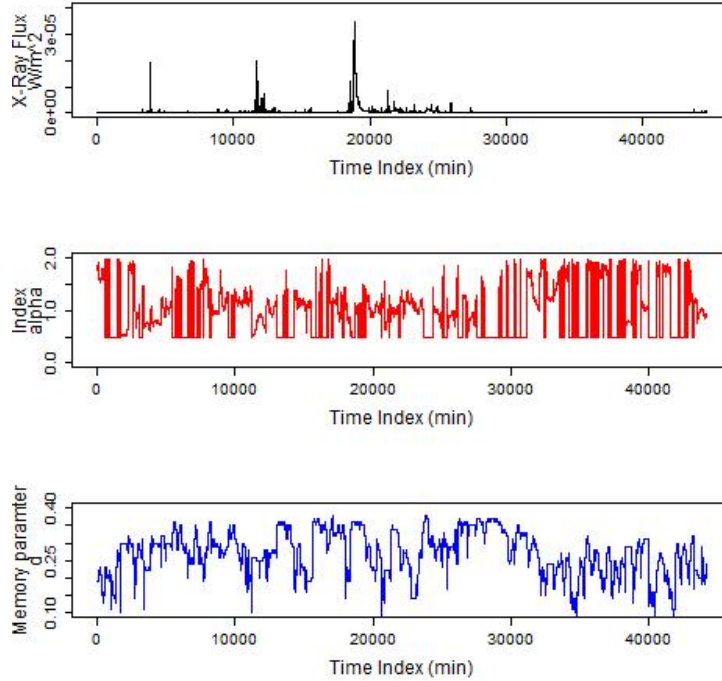 X-Ray Flux
W/m^2
0e+00 3e-05
0 10000 20000 30000 40000
Time Index (min)
Index
alpha
0.0 1.0 2.0
0 10000 20000 30000 40000
Time Index (min)
Memory paramter
d
0.10 0.25 0.40
0 10000 20000 30000 40000
Time Index (min)